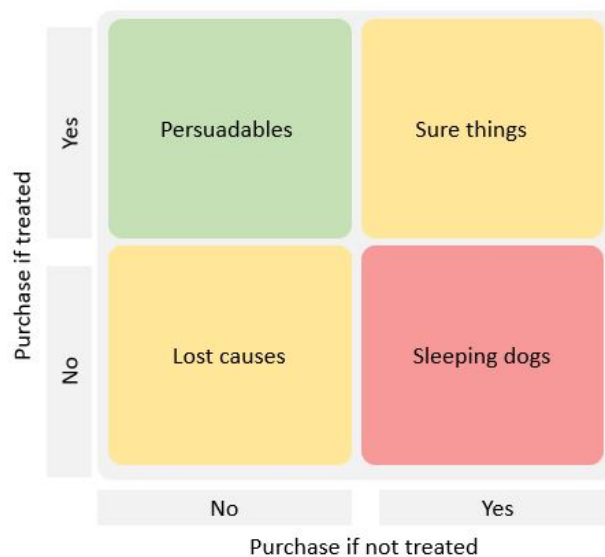 Purchase if treated
Yes
No
Persuadables
Sure things
Lost causes
Sleeping dogs
No
Yes
Purchase if not treated